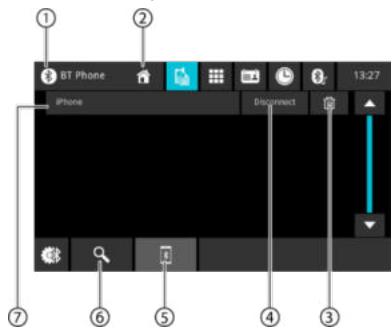 ① ②
BT Phone 13:27
iPhone Disconnect
⑦ ⑥ ⑤ ④ ③